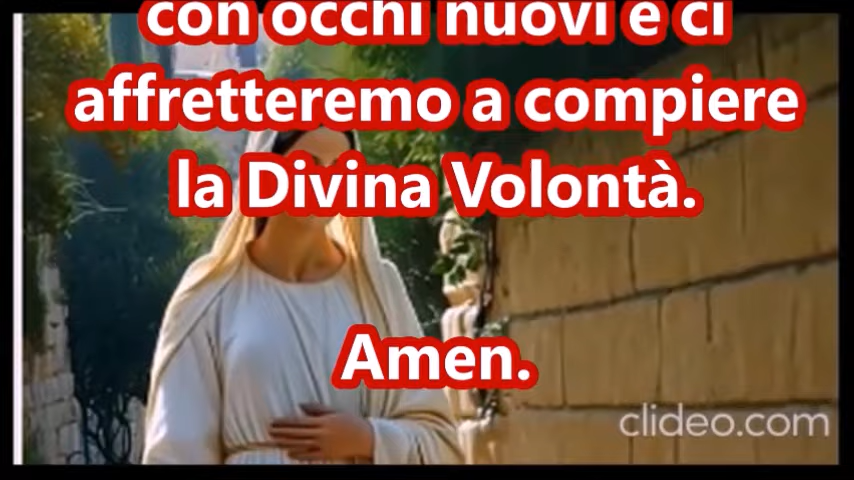 con occhi nuovi e ci
affretteremo a compiere
la Divina Volontà.
Amen.
clideo.com